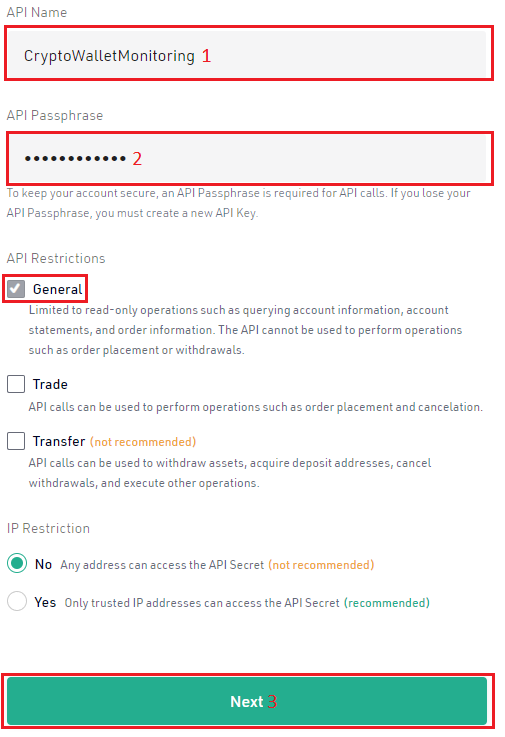 API Name
CryptoWalletMonitoring 1
API Passphrase
•••••••••••• 2
To keep your account secure, an API Passphrase is required for API calls. If you lose your
API Passphrase, you must create a new API Key.
API Restrictions
General
Limited to read-only operations such as querying account information, account
statements, and order information. The API cannot be used to perform operations
such as order placement or withdrawals.
Trade
API calls can be used to perform operations such as order placement and cancelation.
Transfer (not recommended)
API calls can be used to withdraw assets, acquire deposit addresses, cancel
withdrawals, and execute other operations.
IP Restriction
No Any address can access the API Secret (not recommended)
Yes Only trusted IP addresses can access the API Secret (recommended)
Next 3